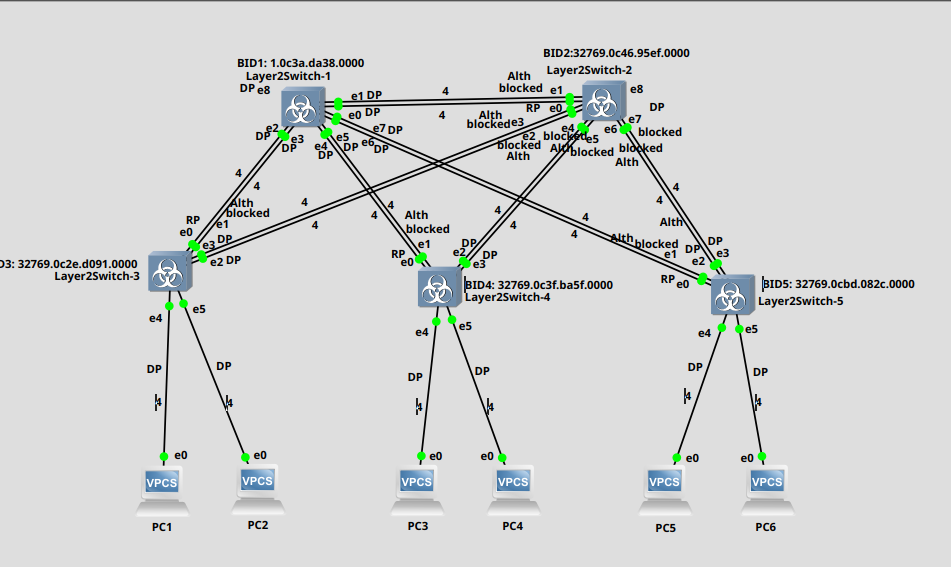 BID1: 1.0c3a.da38.0000
Layer2Switch-1
DP e8
BID2:32769.0c46.95ef.0000
Layer2Switch-2
e8
DP
e1 DP
4
Alth
blocked
e1
e0 DP
4
RP
e0
Alth
blocked
e3
e7 DP
e6
DP
e2
blocked
Alth
e2
DP
e3
DP
e5
DP
e4
DP
e4
blocked
e5
Alth
blocked
e6
e7
blocked
blocked
Alth
4
4
4
4
4
4
4
4
4
4
4
4
Alth
blocked
e1
RP
e0
e3
DP
e2 DP
D3: 32769.0c2e.d091.0000
Layer2Switch-3
Alth
blocked
e1
RP
e0
DP
e2
DP
e3
BID4: 32769.0c3f.ba5f.0000
Layer2Switch-4
Alth
Alth
blocked
e1
RP
e0
DP
e2
DP
e3
BID5: 32769.0cbd.082c.0000
Layer2Switch-5
e4
e5
e4
e5
e4
e5
DP
DP
DP
DP
DP
DP
4
4
4
4
4
4
e0
e0
e0
e0
e0
e0
VPCS
VPCS
VPCS
VPCS
VPCS
VPCS
PC1
PC2
PC3
PC4
PC5
PC6